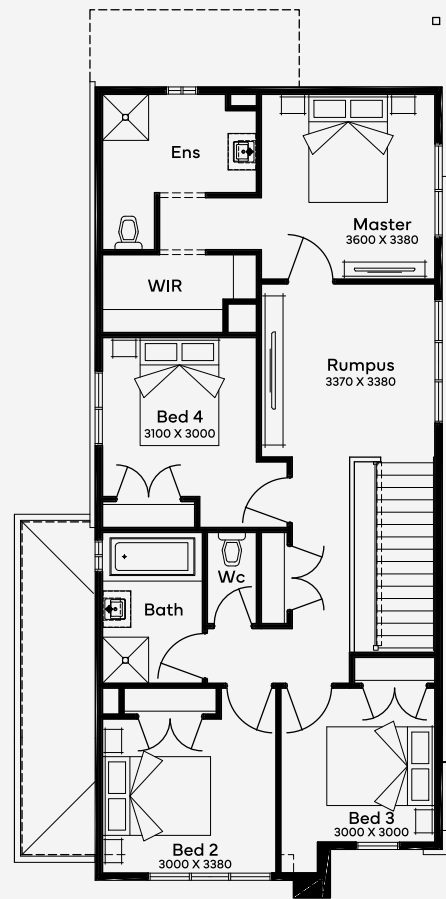 Ens
Master
3600 X 3380
WIR
Rumpus
3370 X 3380
Bed 4
3100 X 3000
Wc
Bath
Bed 3
3000 X 3000
Bed 2
3000 X 3380